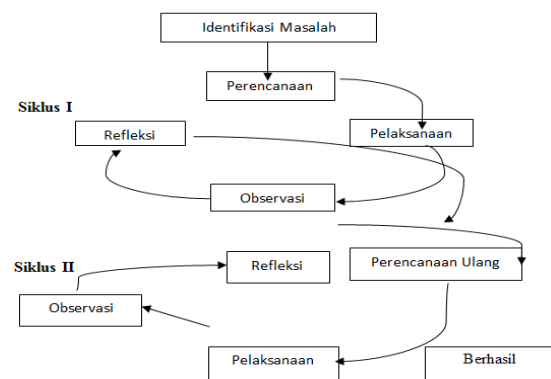 Identifikasi Masalah
Perencanaan
Siklus I
Refleksi
Pelaksanaan
Observasi
Siklus II
Refleksi
Perencanaan Ulang
Observasi
Pelaksanaan
Berhasil